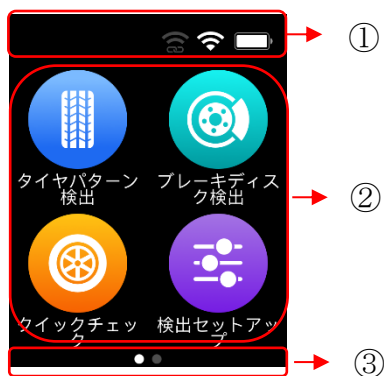 ①
タイヤパターン
検出
ブレーキディス
ク検出
②
クイックチェッ
ク
検出セットアッ
プ
③